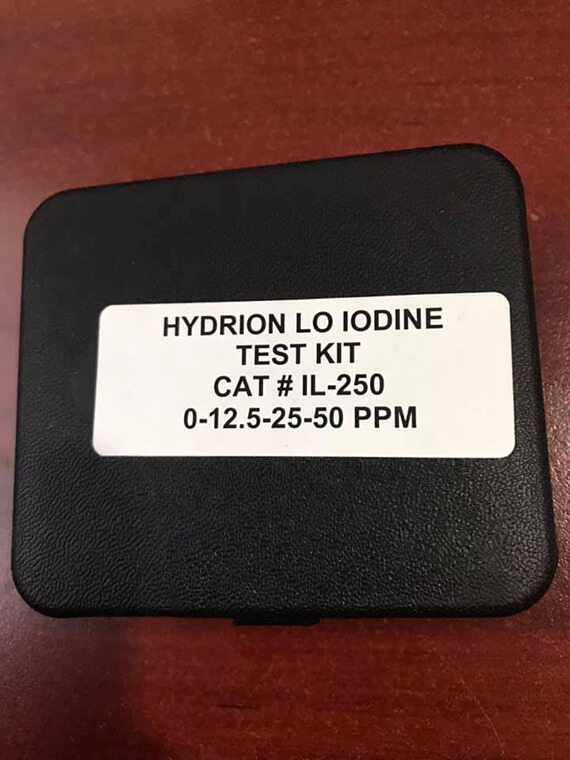 HYDRION LO IODINE
TEST KIT
CAT # IL-250
0-12.5-25-50 PPM